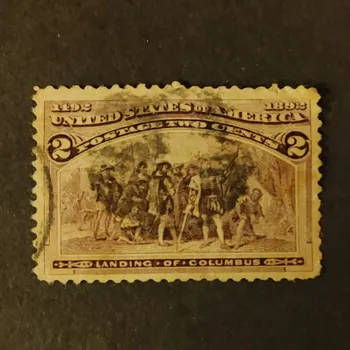 1492 1892
UNITED STATES OF AMERICA
2 POSTAGE TWO CENTS 2
LANDING · OF · COLUMBUS